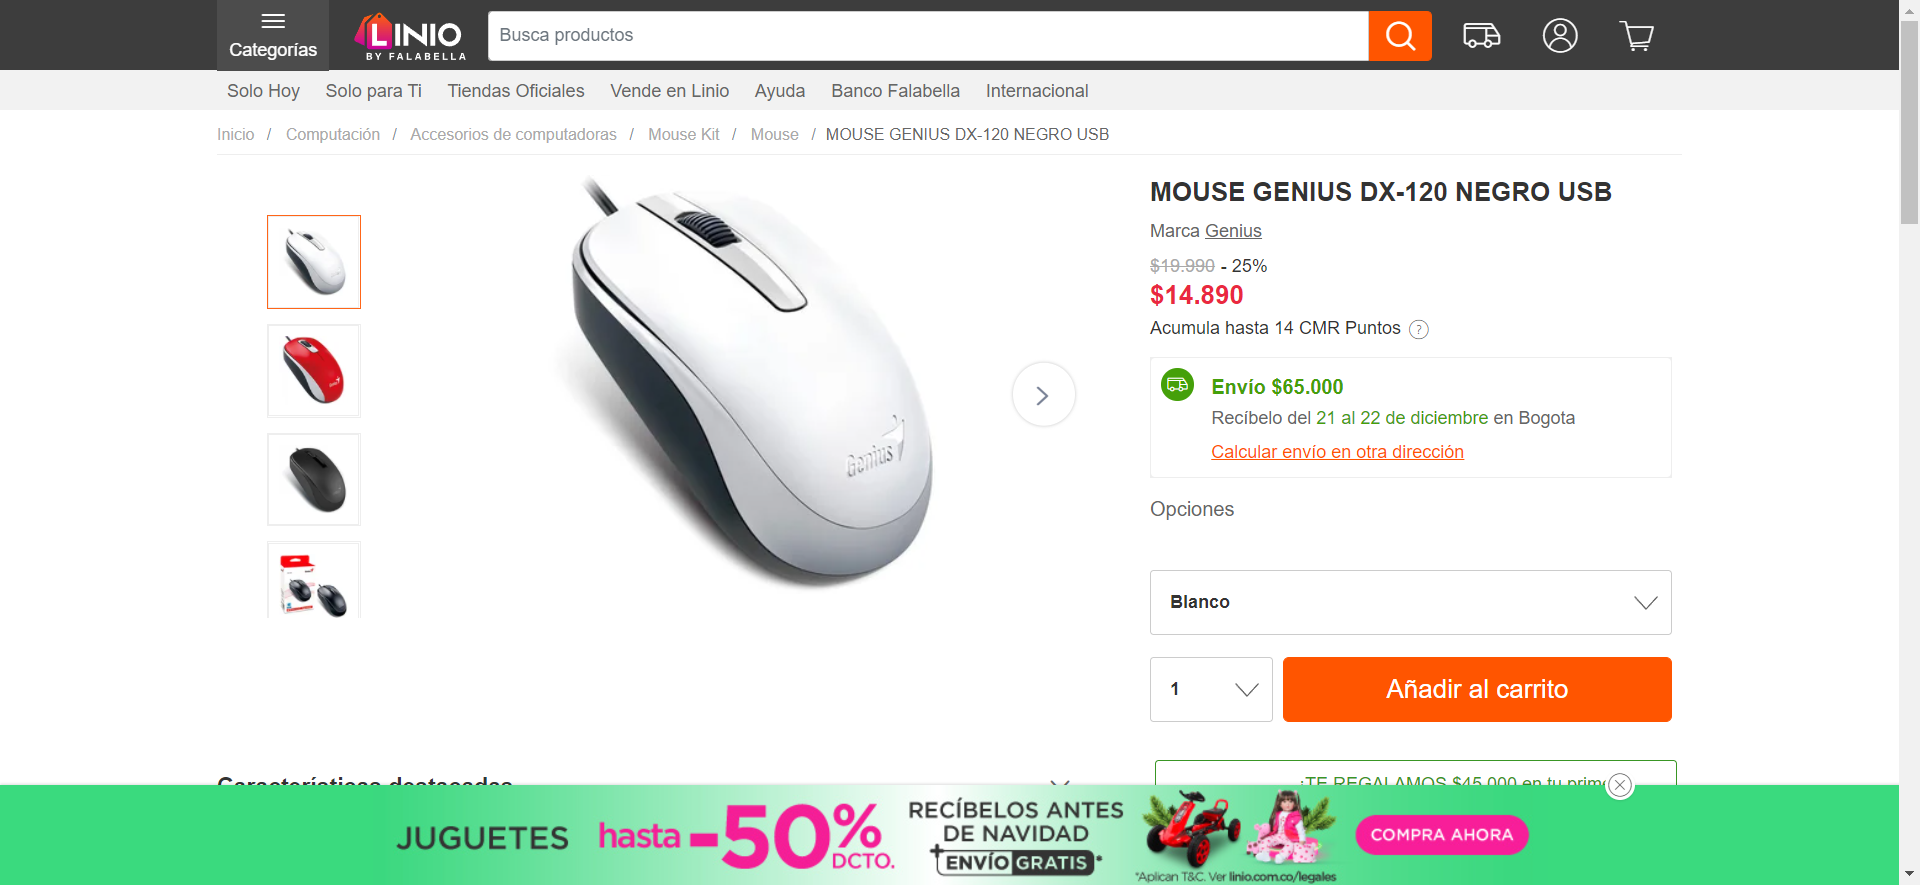 Categorías
LINIO
BY FALABELLA
Busca productos
Solo Hoy Solo para Ti Tiendas Oficiales Vende en Linio Ayuda Banco Falabella Internacional
Inicio / Computación / Accesorios de computadoras / Mouse Kit / Mouse / MOUSE GENIUS DX-120 NEGRO USB
MOUSE GENIUS DX-120 NEGRO USB
Marca Genius
$19.990 - 25%
$14.890
Acumula hasta 14 CMR Puntos ?
Envío $65.000
Recíbelo del 21 al 22 de diciembre en Bogota
Calcular envío en otra dirección
Genius
Opciones
Blanco
1
Añadir al carrito
Características destacadas
¡TE REGALAMOS $45.000 en tu prime
JUGUETES hasta -50% DCTO.
RECÍBELOS ANTES
DE NAVIDAD
+ENVÍO GRATIS*
COMPRA AHORA
*Aplican T&C. Ver linio.com.co/legales